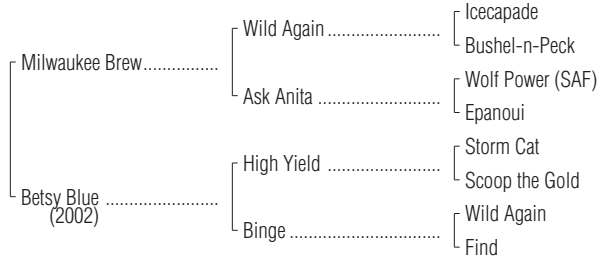 Icecapade
Wild Again ........................
Bushel-n-Peck
Milwaukee Brew................
Wolf Power (SAF)
Ask Anita ..........................
Epanoui
Storm Cat
High Yield ........................
Scoop the Gold
Betsy Blue ........................
(2002)
Wild Again
Binge ................................
Find